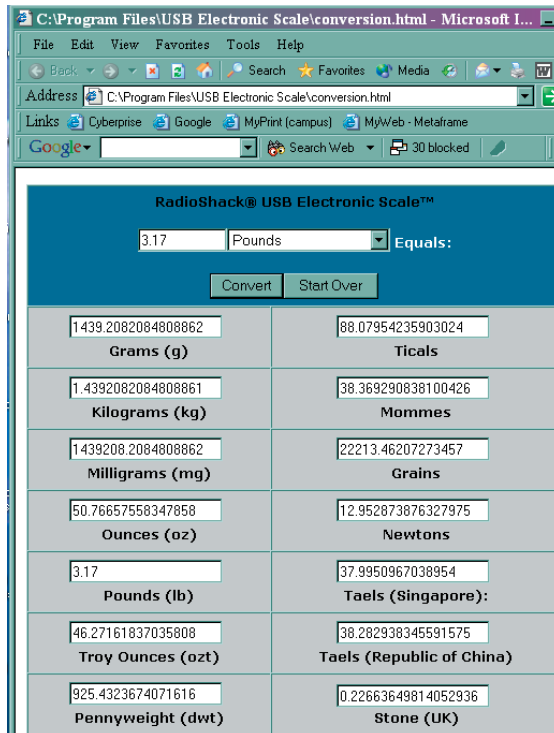 C:\Program Files\USB Electronic Scale\conversion.html - Microsoft I...
File Edit View Favorites Tools Help
Back Search Favorites Media
Address C:\Program Files\USB Electronic Scale\conversion.html
Links Cyberprise Google MyPrint (campus) MyWeb - Metaframe
Google Search Web 30 blocked
RadioShack® USB Electronic Scale™
3.17 Pounds Equals:
Convert Start Over
1439.2082084808862 88.07954235903024
Grams (g) Ticals
1.4392082084808861 38.369290838100426
Kilograms (kg) Mommes
1439208.2084808862 22213.46207273457
Milligrams (mg) Grains
50.76657558347858 12.952873876327975
Ounces (oz) Newtons
3.17 37.9950967038954
Pounds (lb) Taels (Singapore):
46.27161837035808 38.282938345591575
Troy Ounces (ozt) Taels (Republic of China)
925.4323674071616 0.22663649814052936
Pennyweight (dwt) Stone (UK)